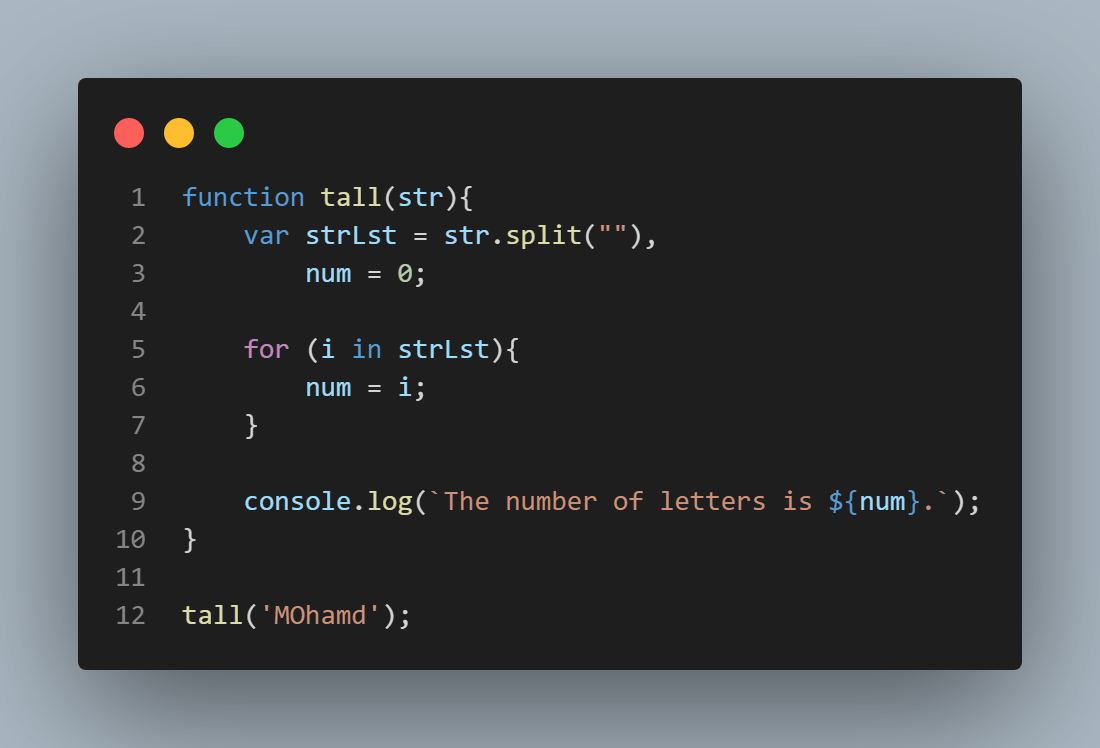 1 function tall(str){
2     var strLst = str.split(""),
3         num = 0;
4
5     for (i in strLst){
6         num = i;
7     }
8
9     console.log(`The number of letters is ${num}.`);
10 }
11
12 tall('MOhamd');